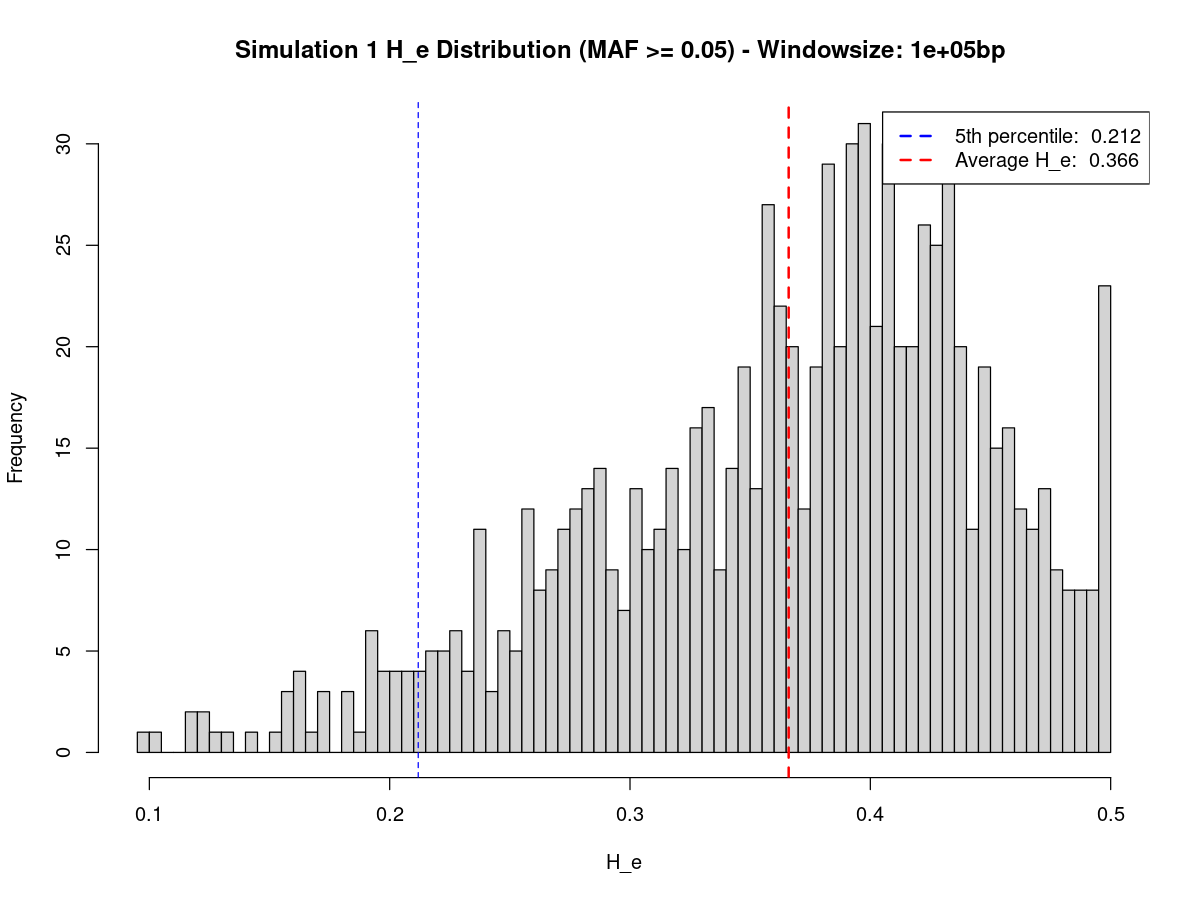 Simulation 1 H_e Distribution (MAF >= 0.05) - Windowsize: 1e+05bp
5th percentile: 0.212
Average H_e: 0.366
Frequency
30
25
20
15
10
5
0
0.1 0.2 0.3 0.4 0.5
H_e